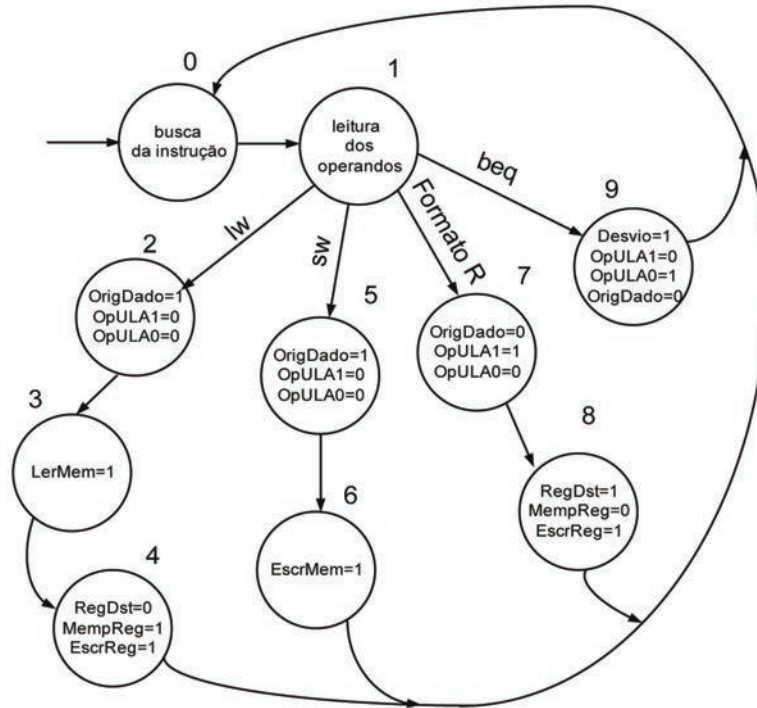 0
busca
da instrução
1
leitura
dos
operandos
lw
sw
Formato R
beq
9
Desvio=1
OpULA1=0
OpULA0=1
OrigDado=0
2
OrigDado=1
OpULA1=0
OpULA0=0
5
OrigDado=1
OpULA1=0
OpULA0=0
7
OrigDado=0
OpULA1=1
OpULA0=0
3
LerMem=1
6
EscrMem=1
8
RegDst=1
MempReg=0
EscrReg=1
4
RegDst=0
MempReg=1
EscrReg=1